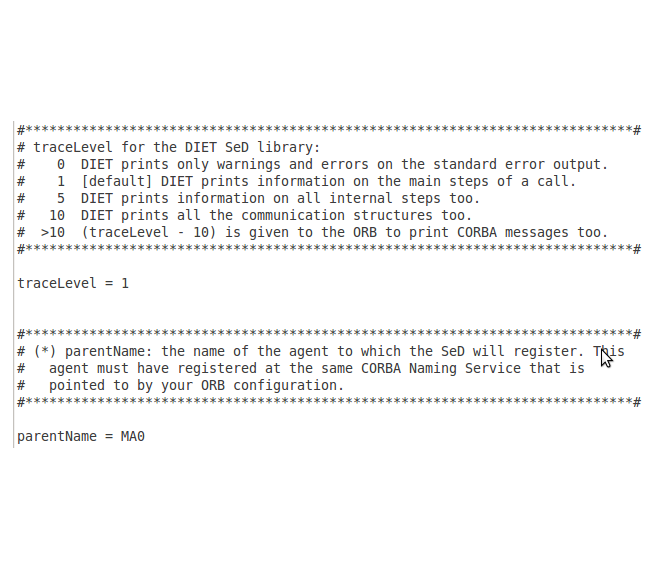 #****************************************************************************#
# traceLevel for the DIET SeD library:
#    0  DIET prints only warnings and errors on the standard error output.
#    1  [default] DIET prints information on the main steps of a call.
#    5  DIET prints information on all internal steps too.
#   10  DIET prints all the communication structures too.
#  >10  (traceLevel - 10) is given to the ORB to print CORBA messages too.
#****************************************************************************#
traceLevel = 1
#****************************************************************************#
# (*) parentName: the name of the agent to which the SeD will register. This
#   agent must have registered at the same CORBA Naming Service that is
#   pointed to by your ORB configuration.
#****************************************************************************#
parentName = MA0